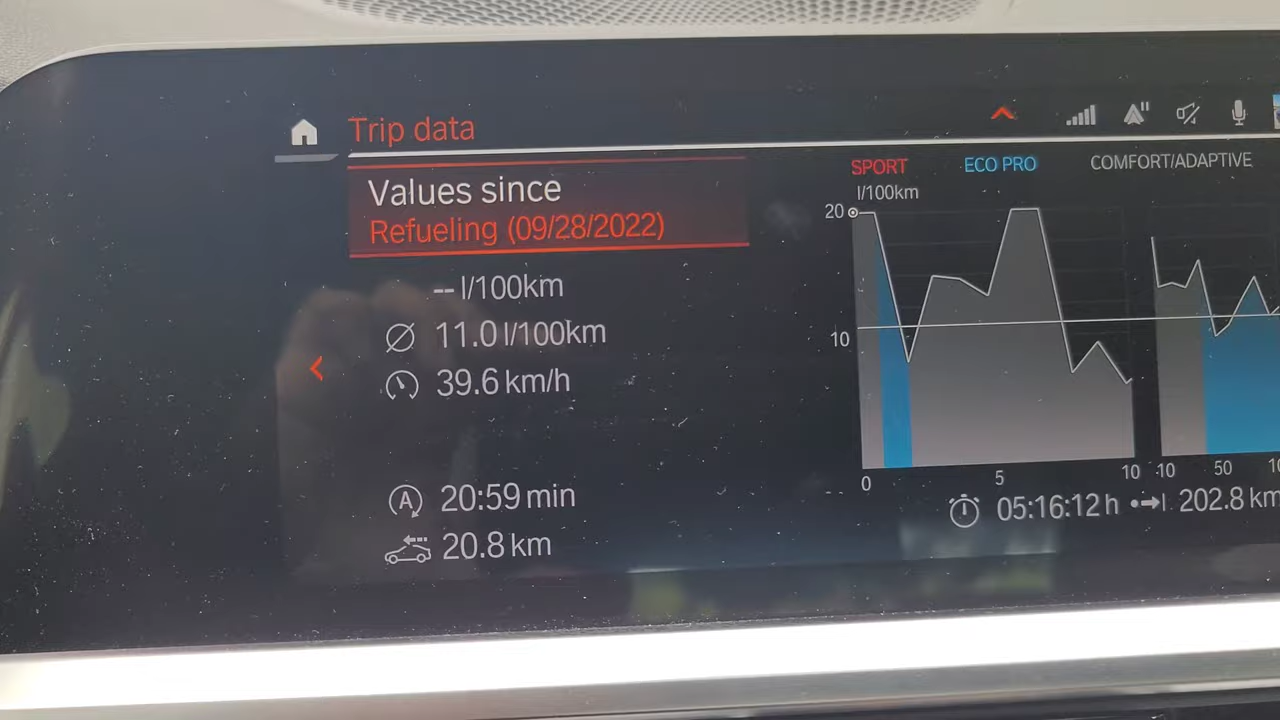 Trip data
Values since
Refueling (09/28/2022)
-- l/100km
Ø 11.0 l/100km
39.6 km/h
A 20:59 min
20.8 km
SPORT ECO PRO COMFORT/ADAPTIVE
l/100km
20
10
0 5 10 10 50
05:16:12 h 202.8 km